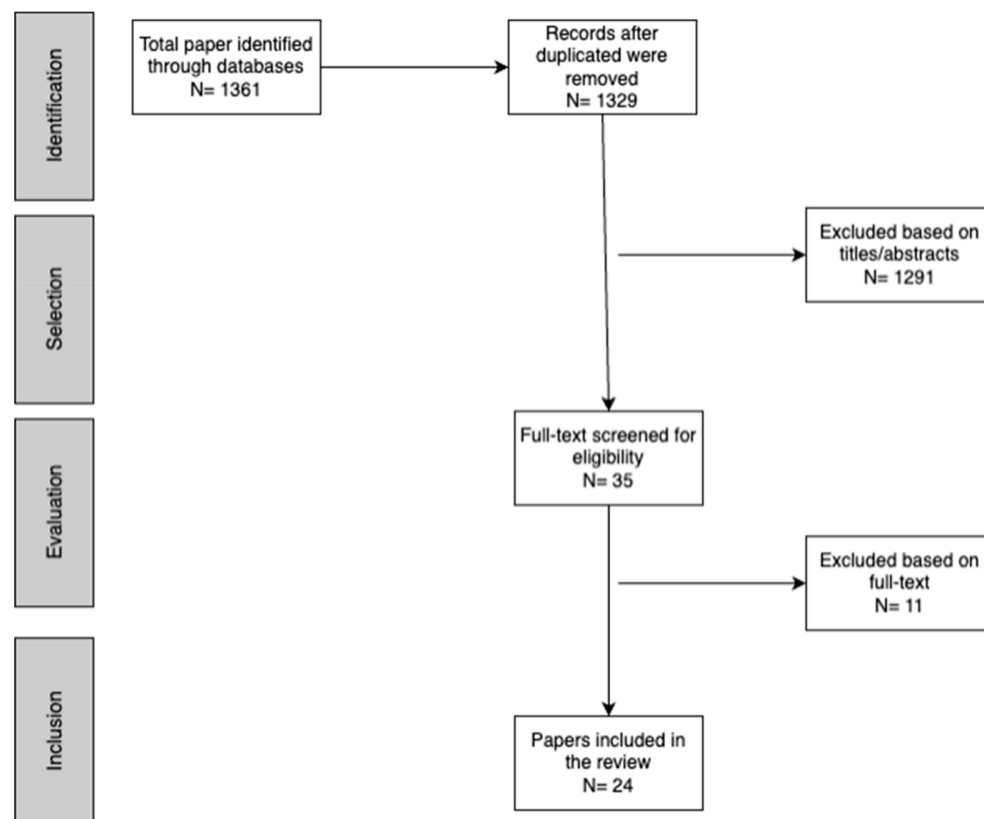 Identification
Total paper identified
through databases
N= 1361
Records after
duplicated were
removed
N= 1329
Selection
Excluded based on
titles/abstracts
N= 1291
Evaluation
Full-text screened for
eligibility
N= 35
Excluded based on
full-text
N= 11
Inclusion
Papers included in
the review
N= 24